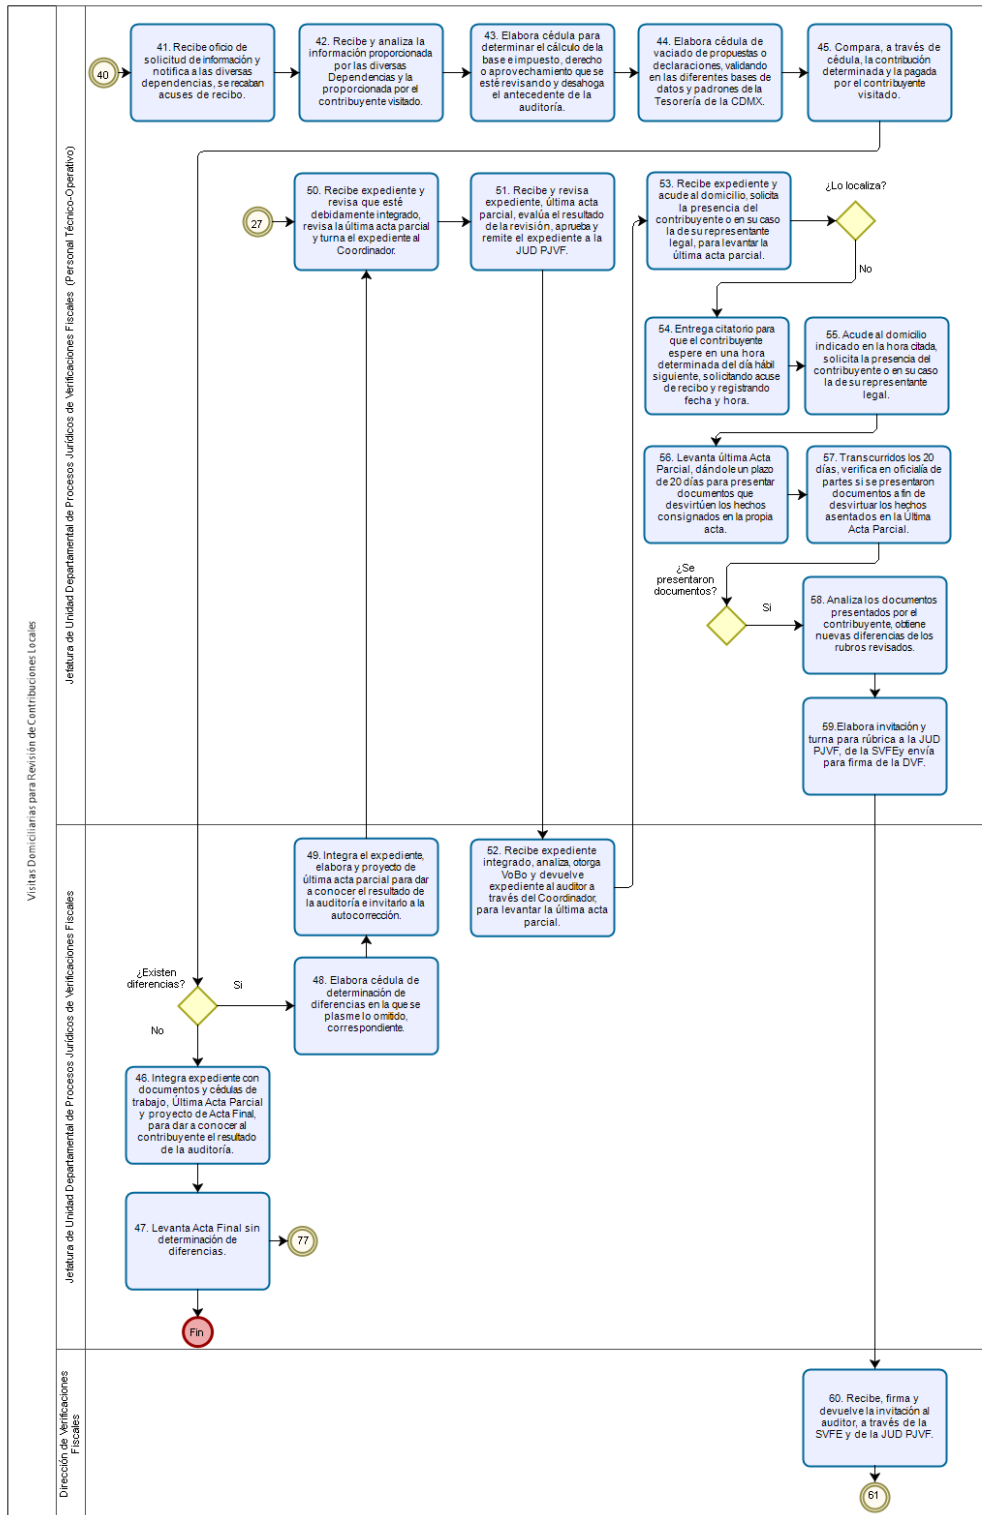 Visitas Domiciliarias para Revisión de Contribuciones Locales
Jefatura de Unidad Departamental de Procesos Jurídicos de Verificaciones Fiscales (Personal Técnico-Operativo)
40
41. Recibe oficio de
solicitud de información y
notifica a las diversas
dependencias, se recaban
acuses de recibo.
42. Recibe y analiza la
información proporcionada
por las diversas
Dependencias y la
proporcionada por el
contribuyente visitado.
43. Elabora cédula para
determinar el cálculo de la
base e impuesto, derecho
o aprovechamiento que se
esté revisando y desahoga
el antecedente de la
auditoría.
44. Elabora cédula de
vaciado de propuestas o
declaraciones, validando
en las diferentes bases de
datos y padrones de la
Tesorería de la CDMX.
45. Compara, a través de
cédula, la contribución
determinada y la pagada
por el contribuyente
visitado.
27
50. Recibe expediente y
revisa que esté
debidamente integrado,
revisa la última acta parcial
y turna el expediente al
Coordinador.
51. Recibe y revisa
expediente, última acta
parcial, evalúa el resultado
de la revisión, aprueba y
remite el expediente a la
JUD PJVF.
53. Recibe expediente y
acude al domicilio, solicita
la presencia del
contribuyente o en su caso
la de su representante
legal, para levantar la
última acta parcial.
¿Lo localiza?
No
54. Entrega citatorio para
que el contribuyente
espere en una hora
determinada del día hábil
siguiente, solicitando acuse
de recibo y registrando
fecha y hora.
55. Acude al domicilio
indicado en la hora citada,
solicita la presencia del
contribuyente o en su caso
la de su representante
legal.
56. Levanta última Acta
Parcial, dándole un plazo
de 20 días para presentar
documentos que
desvirtúen los hechos
consignados en la propia
acta.
57. Transcurridos los 20
días, verifica en oficialía de
partes si se presentaron
documentos a fin de
desvirtuar los hechos
asentados en la Última
Acta Parcial.
¿Se
presentaron
documentos?
Si
58. Analiza los documentos
presentados por el
contribuyente, obtiene
nuevas diferencias de los
rubros revisados.
59.Elabora invitación y
turna para rúbrica a la JUD
PJVF, de la SVFEy envía
para firma de la DVF.
Jefatura de Unidad Departamental de Procesos Jurídicos de Verificaciones Fiscales
49. Integra el expediente,
elabora y proyecto de
última acta parcial para dar
a conocer el resultado de
la auditoría e invitarlo a la
autocorrección.
52. Recibe expediente
integrado, analiza, otorga
VoBo y devuelve
expediente al auditor a
través del Coordinador,
para levantar la última acta
parcial.
¿Existen
diferencias?
Si
48. Elabora cédula de
determinación de
diferencias en la que se
plasme lo omitido,
correspondiente.
No
46. Integra expediente con
documentos y cédulas de
trabajo, Última Acta Parcial
y proyecto de Acta Final,
para dar a conocer al
contribuyente el resultado
de la auditoría.
47. Levanta Acta Final sin
determinación de
diferencias.
77
Fin
Dirección de Verificaciones
Fiscales
60. Recibe, firma y
devuelve la invitación al
auditor, a través de la
SVFE y de la JUD PJVF.
61